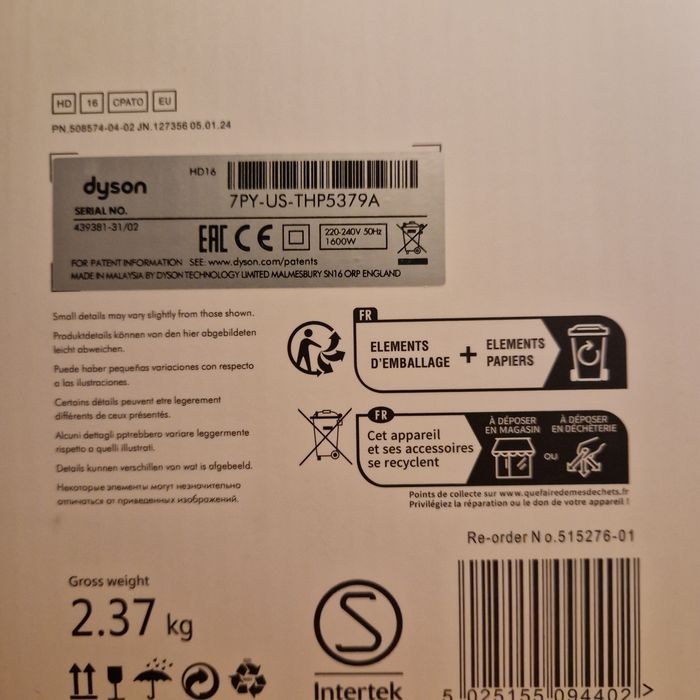 HD 16 CPATO EU
PN.508574-04-02 JN.127356 05.01.24
HD16
dyson
7PY-US-THP5379A
SERIAL NO.
439381-31/02
EAC CE 220-240V 50Hz
1600W
FOR PATENT INFORMATION SEE: www.dyson.com/patents
MADE IN MALAYSIA BY DYSON TECHNOLOGY LIMITED MALMESBURY SN16 ORP ENGLAND
Small details may vary slightly from those shown.
Produktdetails können von den hier abgebildeten
leicht abweichen.
Puede haber pequeñas variaciones con respecto
a las ilustraciones.
Certains détails peuvent etre legerement
différents de ceux présentés.
Alcuni dettagli pptrebbero variare leggermente
rispetto a quelli illustrati.
Details kunnen verschillen van wat is afgebeeld.
Некоторые элементы могут незначительно
отличаться от приведенных изображений.
FR
ELEMENTS
D'EMBALLAGE
+
ELEMENTS
PAPIERS
FR
Cet appareil
et ses accessoires
se recyclent
À DÉPOSER
EN MAGASIN
OU
À DÉPOSER
EN DÉCHÈTERIE
Points de collecte sur www.quefairedemesdechets.fr
Privilégiez la réparation ou le don de votre appareil !
Re-order No.515276-01
Gross weight
2.37 kg
S
Intertek
5 025155 094402 >